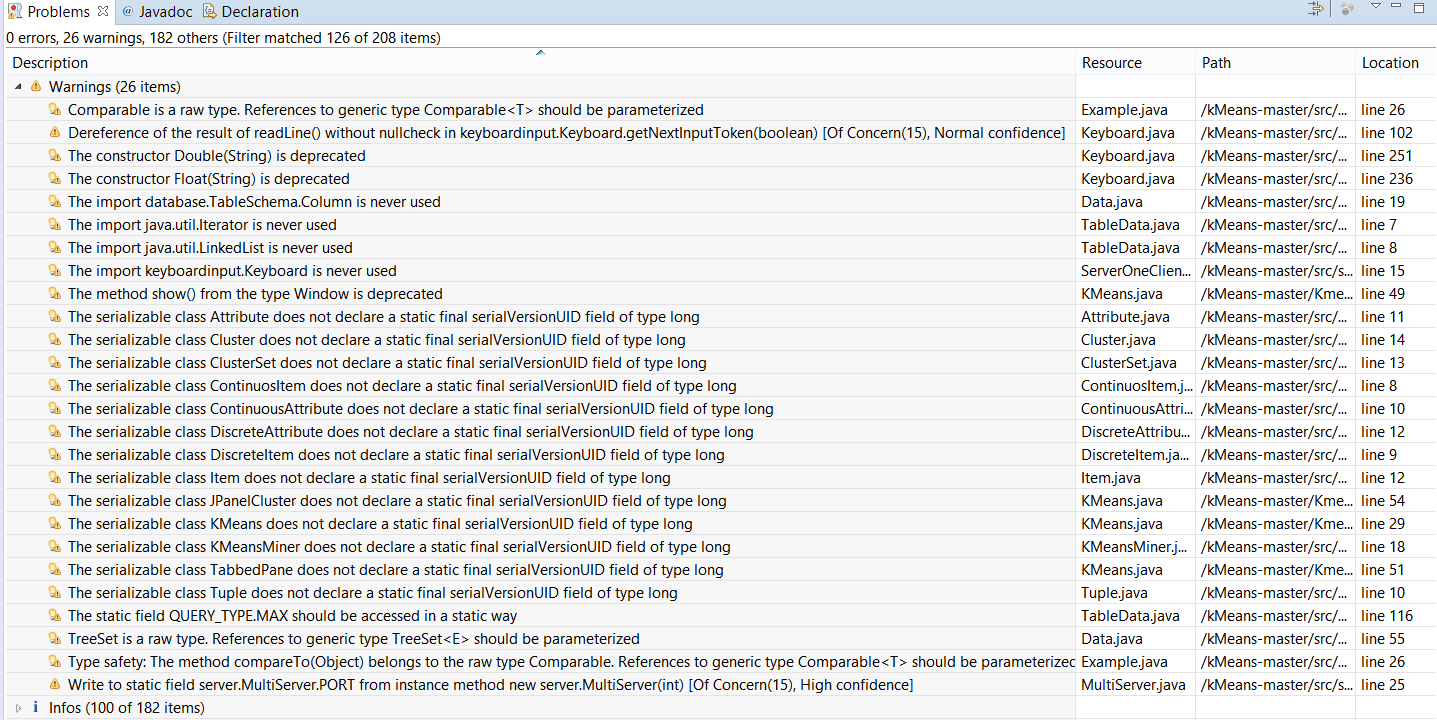 Problems Javadoc Declaration
0 errors, 26 warnings, 182 others (Filter matched 126 of 208 items)
Description Resource Path Location
Warnings (26 items)
Comparable is a raw type. References to generic type Comparable<T> should be parameterized Example.java /kMeans-master/src/... line 26
Dereference of the result of readLine() without nullcheck in keyboardinput.Keyboard.getNextInputToken(boolean) [Of Concern(15), Normal confidence] Keyboard.java /kMeans-master/src/... line 102
The constructor Double(String) is deprecated Keyboard.java /kMeans-master/src/... line 251
The constructor Float(String) is deprecated Keyboard.java /kMeans-master/src/... line 236
The import database.TableSchema.Column is never used Data.java /kMeans-master/src/... line 19
The import java.util.Iterator is never used TableData.java /kMeans-master/src/... line 7
The import java.util.LinkedList is never used TableData.java /kMeans-master/src/... line 8
The import keyboardinput.Keyboard is never used ServerOneClien... /kMeans-master/src/s... line 15
The method show() from the type Window is deprecated KMeans.java /kMeans-master/Kme... line 49
The serializable class Attribute does not declare a static final serialVersionUID field of type long Attribute.java /kMeans-master/src/... line 11
The serializable class Cluster does not declare a static final serialVersionUID field of type long Cluster.java /kMeans-master/src/... line 14
The serializable class ClusterSet does not declare a static final serialVersionUID field of type long ClusterSet.java /kMeans-master/src/... line 13
The serializable class ContinuosItem does not declare a static final serialVersionUID field of type long ContinuosItem.j... /kMeans-master/src/... line 8
The serializable class ContinuousAttribute does not declare a static final serialVersionUID field of type long ContinuousAttri... /kMeans-master/src/... line 10
The serializable class DiscreteAttribute does not declare a static final serialVersionUID field of type long DiscreteAttribu... /kMeans-master/src/... line 12
The serializable class DiscreteItem does not declare a static final serialVersionUID field of type long DiscreteItem.ja... /kMeans-master/src/... line 9
The serializable class Item does not declare a static final serialVersionUID field of type long Item.java /kMeans-master/src/... line 12
The serializable class JPanelCluster does not declare a static final serialVersionUID field of type long KMeans.java /kMeans-master/Kme... line 54
The serializable class KMeans does not declare a static final serialVersionUID field of type long KMeans.java /kMeans-master/Kme... line 29
The serializable class KMeansMiner does not declare a static final serialVersionUID field of type long KMeansMiner.j... /kMeans-master/src/... line 18
The serializable class TabbedPane does not declare a static final serialVersionUID field of type long KMeans.java /kMeans-master/Kme... line 51
The serializable class Tuple does not declare a static final serialVersionUID field of type long Tuple.java /kMeans-master/src/... line 10
The static field QUERY_TYPE.MAX should be accessed in a static way TableData.java /kMeans-master/src/... line 116
TreeSet is a raw type. References to generic type TreeSet<E> should be parameterized Data.java /kMeans-master/src/... line 55
Type safety: The method compareTo(Object) belongs to the raw type Comparable. References to generic type Comparable<T> should be parameterized Example.java /kMeans-master/src/... line 26
Write to static field server.MultiServer.PORT from instance method new server.MultiServer(int) [Of Concern(15), High confidence] MultiServer.java /kMeans-master/src/s... line 25
Infos (100 of 182 items)